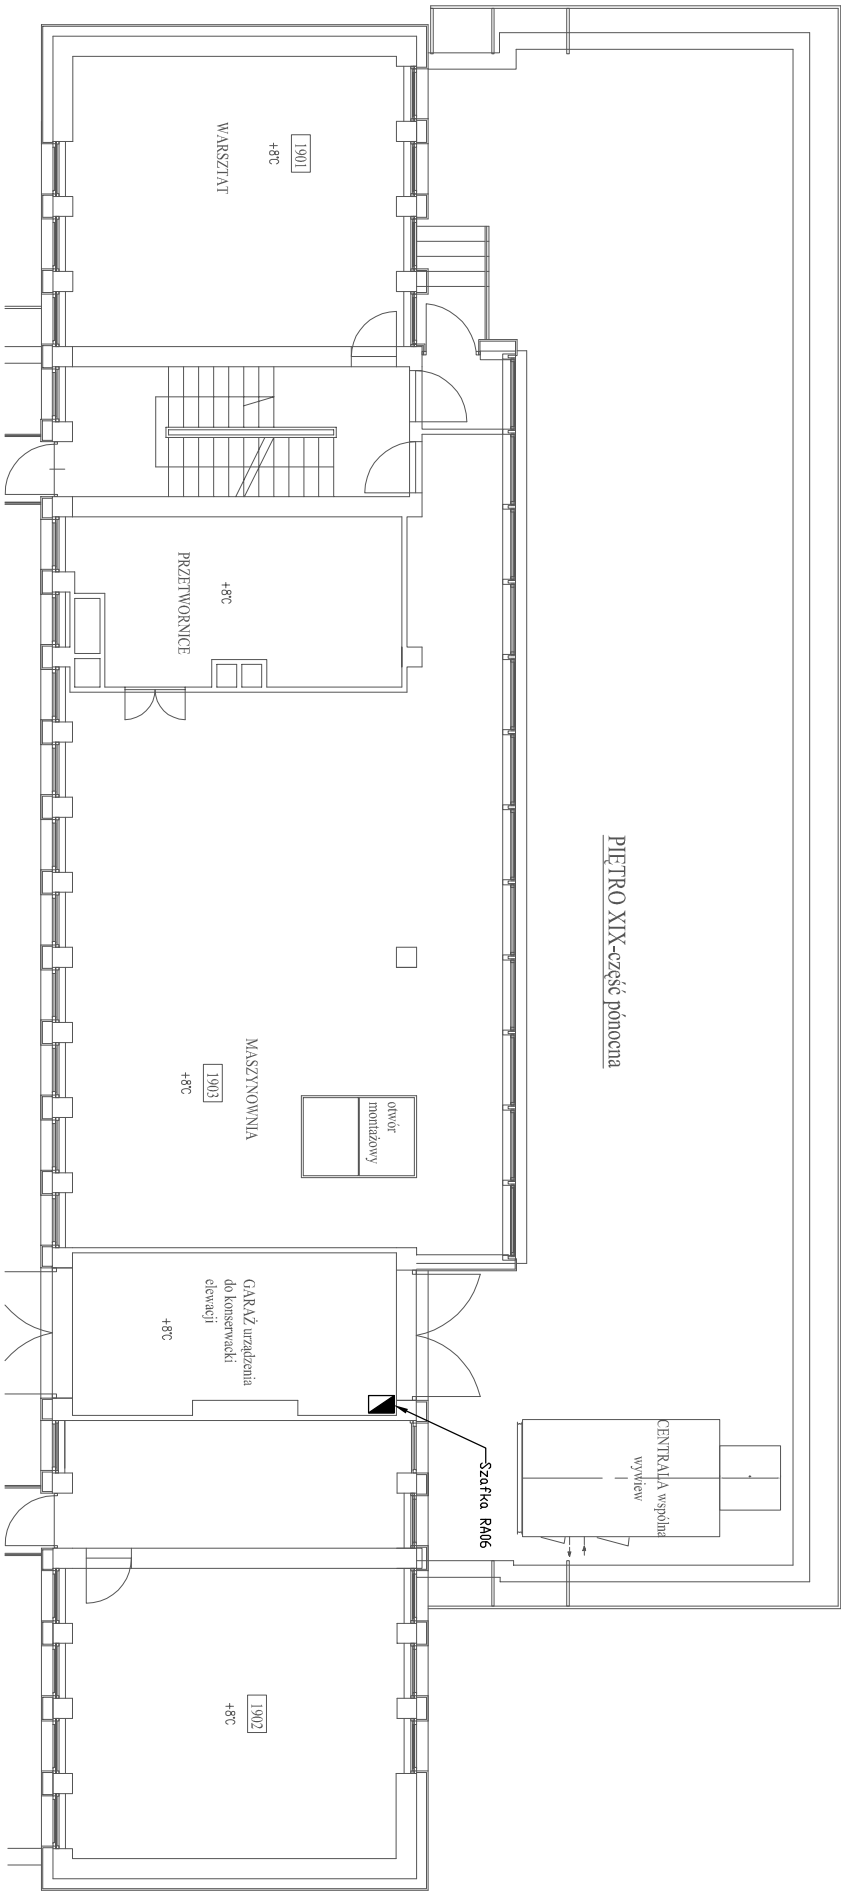 PIĘTRO XIX-część pónocna
1901
+8°C
WARSZTAT
+8°C
PRZETWORNICE
MASZYNOWNIA
1903
+8°C
otwór
montażowy
GARAŻ urządzenia
do konserwacki
elewacji
+8°C
Szafka RA06
CENTRALA wspólna
wywiew
1902
+8°C